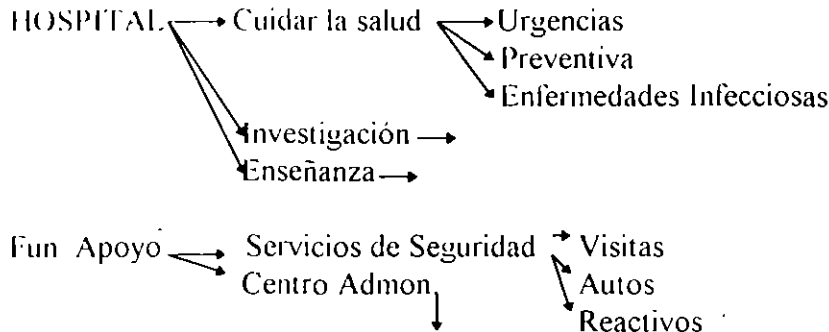 HOSPITAL Cuidar la salud Urgencias
Preventiva
Enfermedades Infecciosas
Investigación
Enseñanza
Fun Apoyo Servicios de Seguridad Visitas
Centro Admon Autos
Reactivos